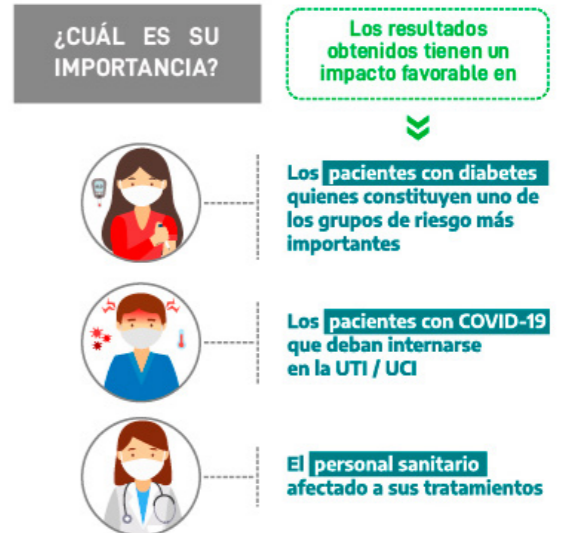 ¿CUÁL ES SU
IMPORTANCIA?
Los resultados
obtenidos tienen un
impacto favorable en
Los pacientes con diabetes
quienes constituyen uno de
los grupos de riesgo más
importantes
Los pacientes con COVID-19
que deban internarse
en la UTI / UCI
El personal sanitario
afectado a sus tratamientos